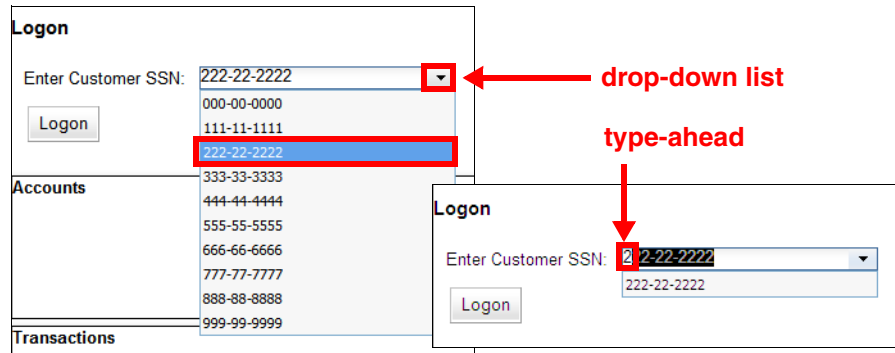 Logon
Enter Customer SSN: 222-22-2222
000-00-0000
Logon
111-11-1111
222-22-2222
333-33-3333
Accounts
444-44-4444
555-55-5555
666-66-6666
777-77-7777
888-88-8888
999-99-9999
Transactions
drop-down list
type-ahead
Logon
Enter Customer SSN: 222-22-2222
222-22-2222
Logon